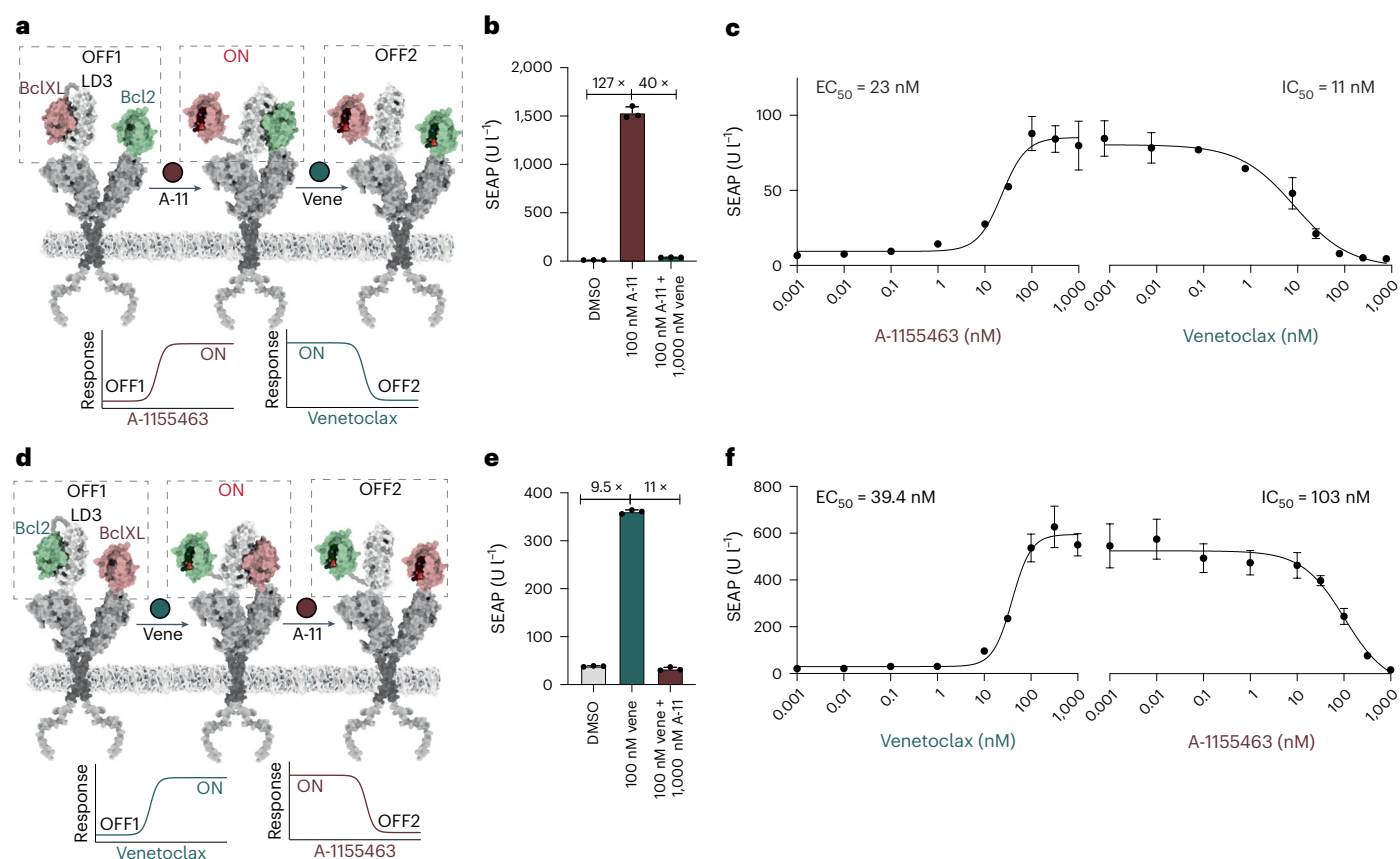 a
OFF1
LD3
BclXL
Bcl2
ON
OFF2
A-11
Vene
Response
OFF1
ON
A-1155463
Response
ON
OFF2
Venetoclax
b
SEAP (U l⁻¹)
2,000
1,500
1,000
500
0
127 ×
40 ×
DMSO
100 nM A-11
100 nM A-11 +
1,000 nM vene
c
SEAP (U l⁻¹)
100
50
0
EC₅₀ = 23 nM
IC₅₀ = 11 nM
0.001
0.01
0.1
1
10
100
1,000
0.001
0.01
0.1
1
10
100
1,000
A-1155463 (nM)
Venetoclax (nM)
d
OFF1
LD3
Bcl2
BclXL
ON
OFF2
Vene
A-11
Response
OFF1
ON
Venetoclax
Response
ON
OFF2
A-1155463
e
SEAP (U l⁻¹)
400
300
200
100
0
9.5 ×
11 ×
DMSO
100 nM vene
100 nM vene +
1,000 nM A-11
f
SEAP (U l⁻¹)
800
600
400
200
0
EC₅₀ = 39.4 nM
IC₅₀ = 103 nM
0.001
0.01
0.1
1
10
100
1,000
0.001
0.01
0.1
1
10
100
1,000
Venetoclax (nM)
A-1155463 (nM)